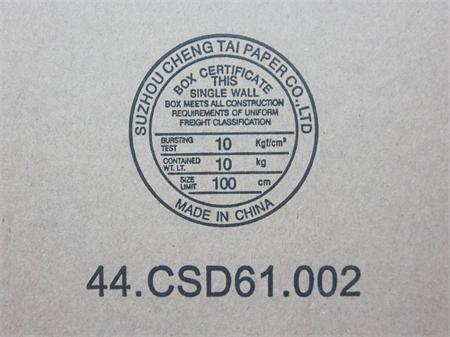 SUZHOU CHENG TAI PAPER CO.,LTD
BOX CERTIFICATE
THIS
SINGLE WALL
BOX MEETS ALL CONSTRUCTION
REQUIREMENTS OF UNIFORM
FREIGHT CLASSIFICATION
BURSTING TEST 10 Kgf/cm²
CONTAINED WT. LT. 10 kg
SIZE LIMIT 100 cm
MADE IN CHINA
44.CSD61.002